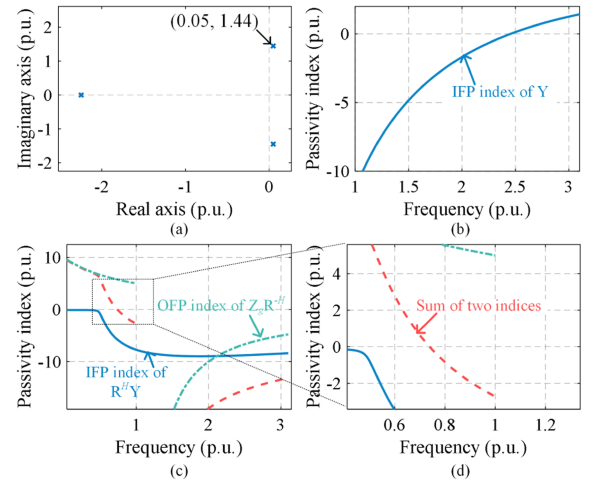 (0.05, 1.44)
Imaginary axis (p.u.)
2
1
0
-1
-2
-2
-1
0
Real axis (p.u.)
(a)
Passivity index (p.u.)
0
-5
-10
IFP index of Y
1
1.5
2
2.5
3
Frequency (p.u.)
(b)
Passivity index (p.u.)
10
0
-10
OFP index of ZgR⁻ᴴ
IFP index of
RᴴY
1
2
3
Frequency (p.u.)
(c)
Passivity index (p.u.)
4
2
0
-2
Sum of two indices
0.6
0.8
1
1.2
Frequency (p.u.)
(d)